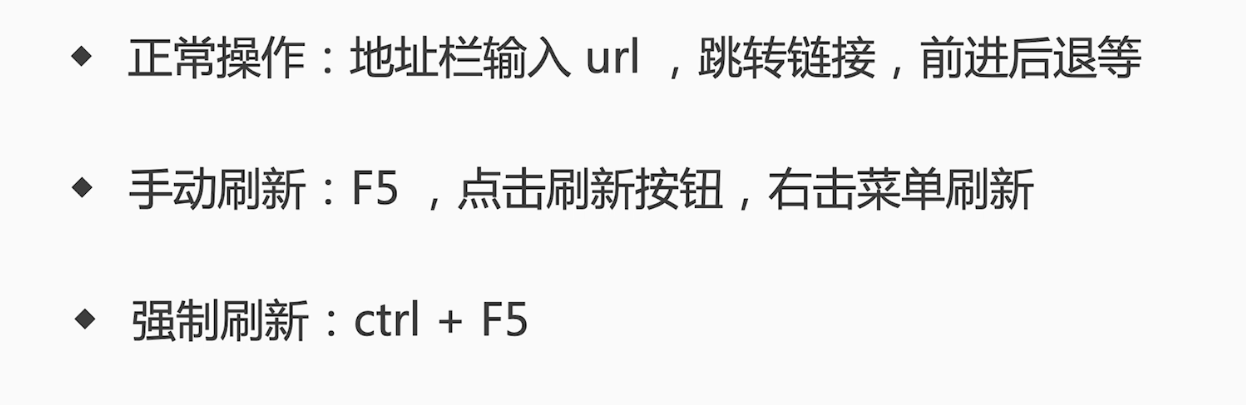 ◆ 正常操作：地址栏输入 url ，跳转链接，前进后退等
◆ 手动刷新：F5 ，点击刷新按钮，右击菜单刷新
◆ 强制刷新：ctrl + F5